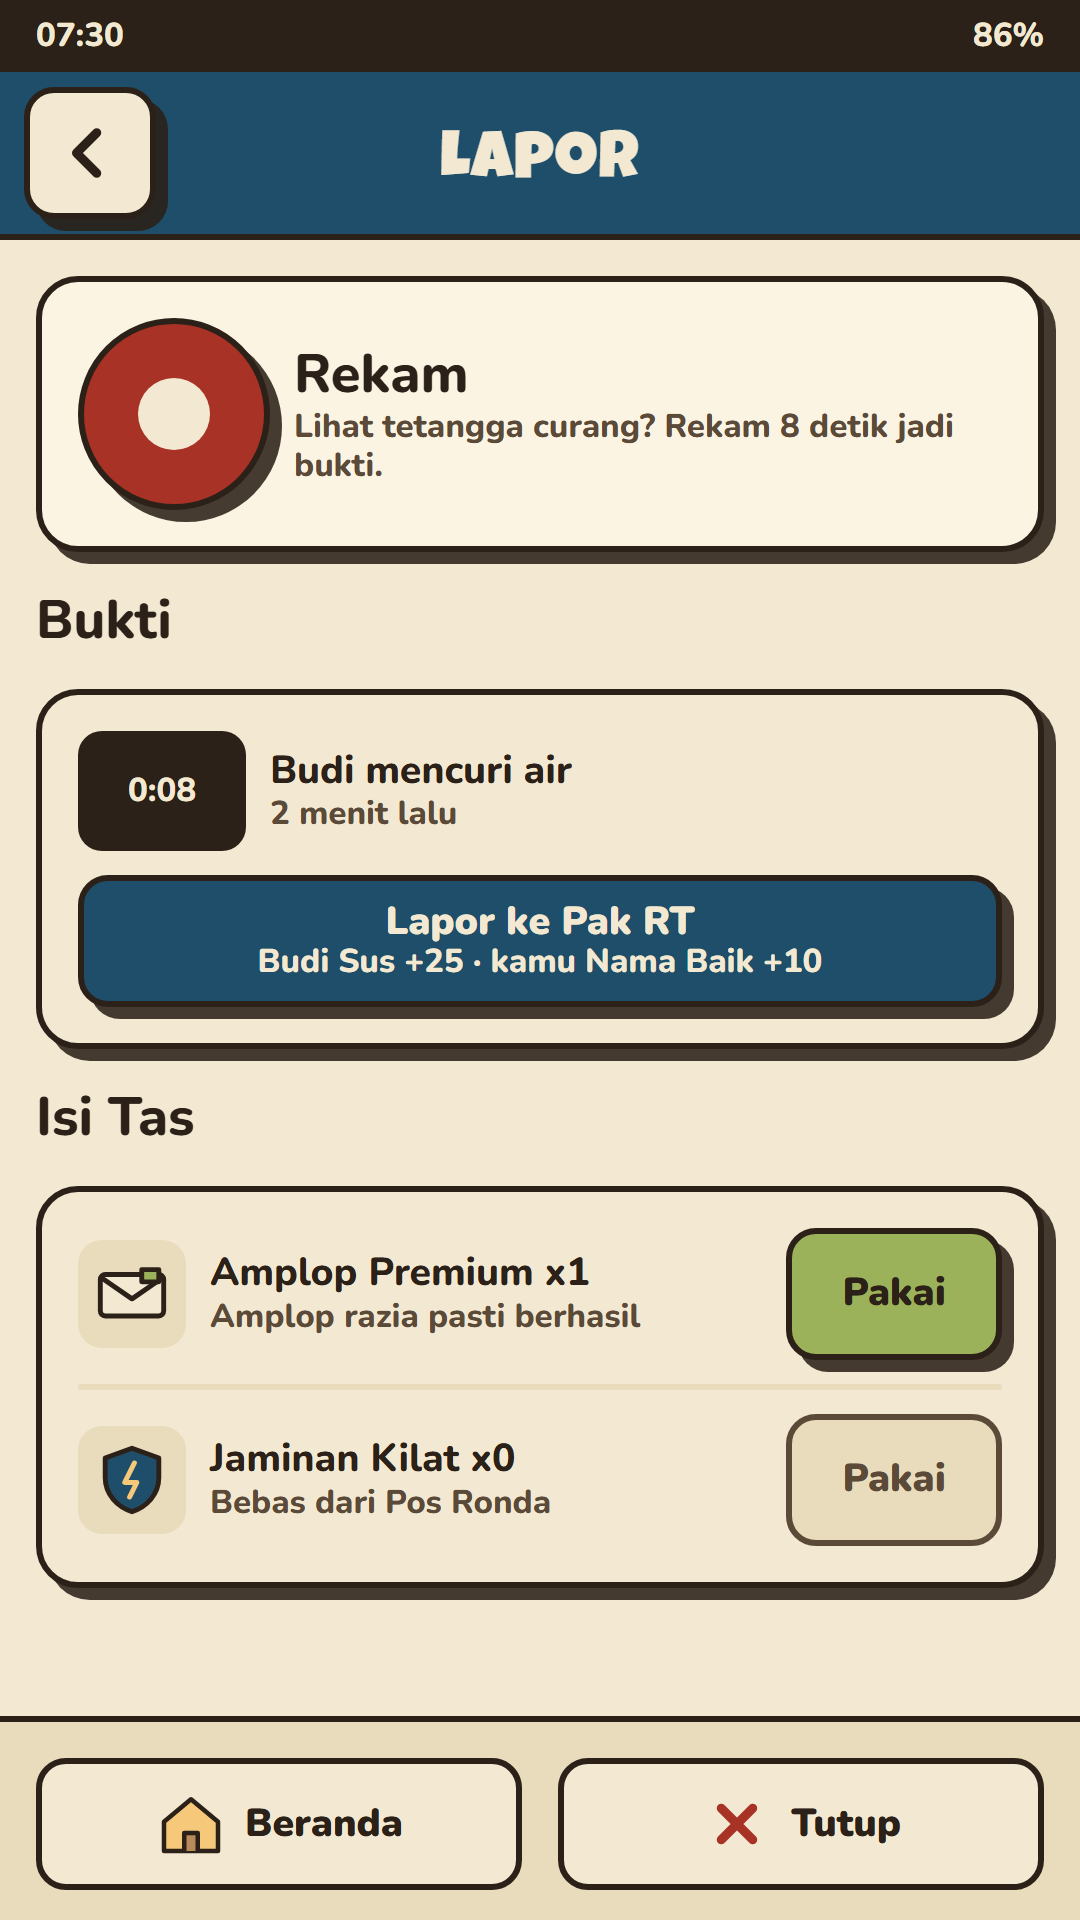 07:30
86%
LAPOR
Rekam
Lihat tetangga curang? Rekam 8 detik jadi
bukti.
Bukti
0:08
Budi mencuri air
2 menit lalu
Lapor ke Pak RT
Budi Sus +25 · kamu Nama Baik +10
Isi Tas
Amplop Premium x1
Amplop razia pasti berhasil
Pakai
Jaminan Kilat x0
Bebas dari Pos Ronda
Pakai
Beranda
Tutup